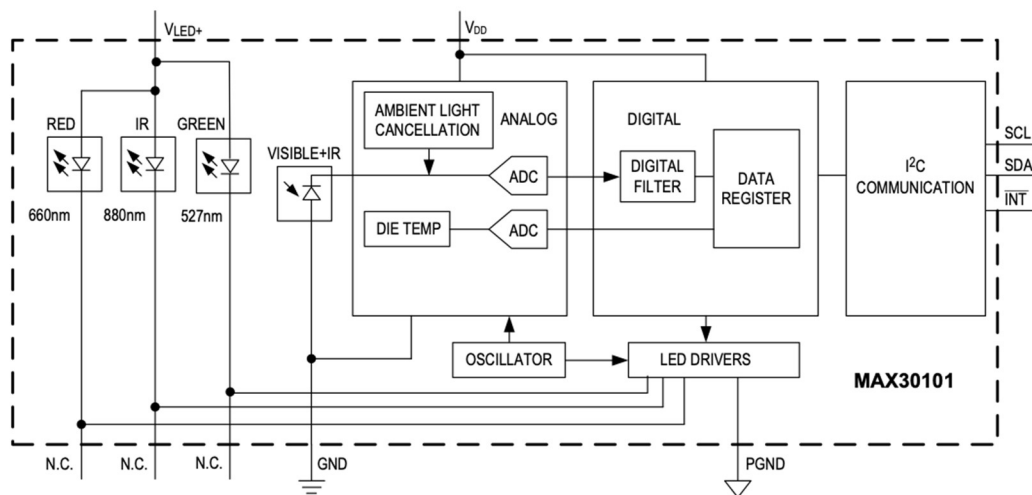 VLED+
VDD
RED
IR
GREEN
660nm
880nm
527nm
VISIBLE+IR
AMBIENT LIGHT
CANCELLATION
ANALOG
ADC
DIE TEMP
ADC
DIGITAL
DIGITAL
FILTER
DATA
REGISTER
I²C
COMMUNICATION
SCL
SDA
INT
OSCILLATOR
LED DRIVERS
MAX30101
N.C.
N.C.
N.C.
GND
PGND